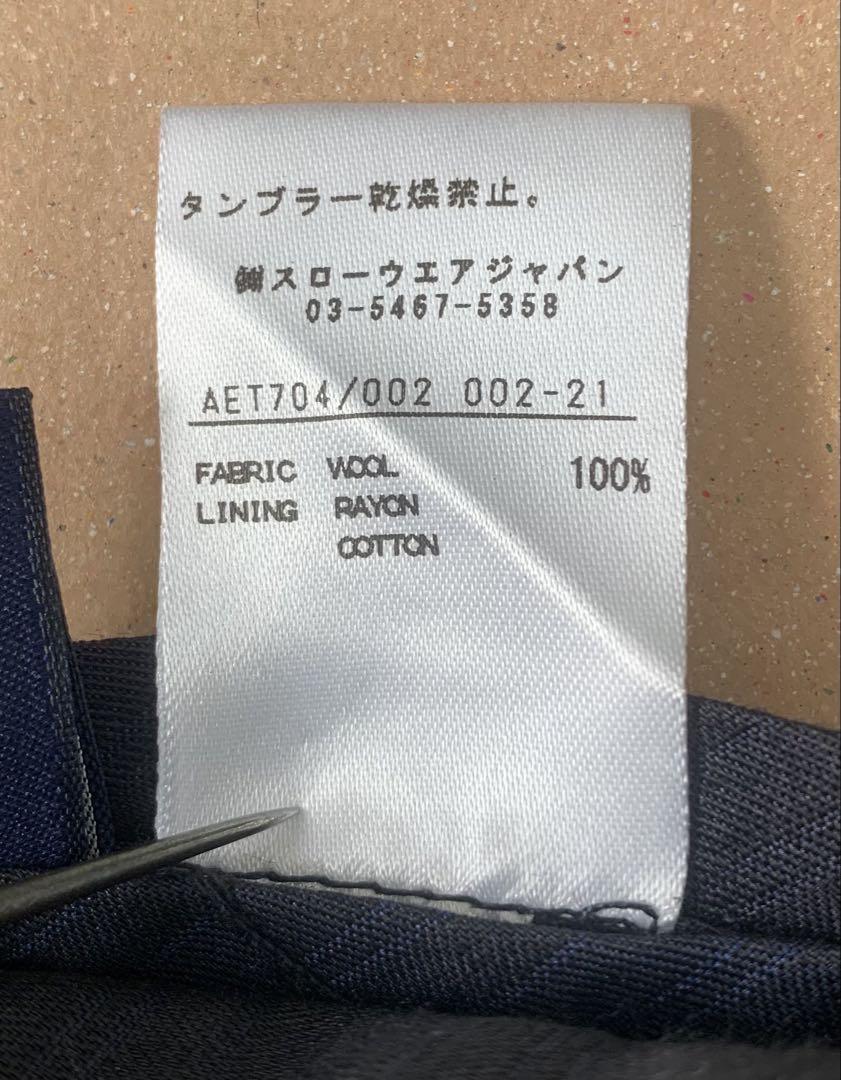 タンブラー乾燥禁止。
㈱スローウエアジャパン
03-5467-5358
AET704/002 002-21
FABRIC WOOL 100%
LINING RAYON
COTTON